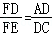 FD/FE = AD/DC